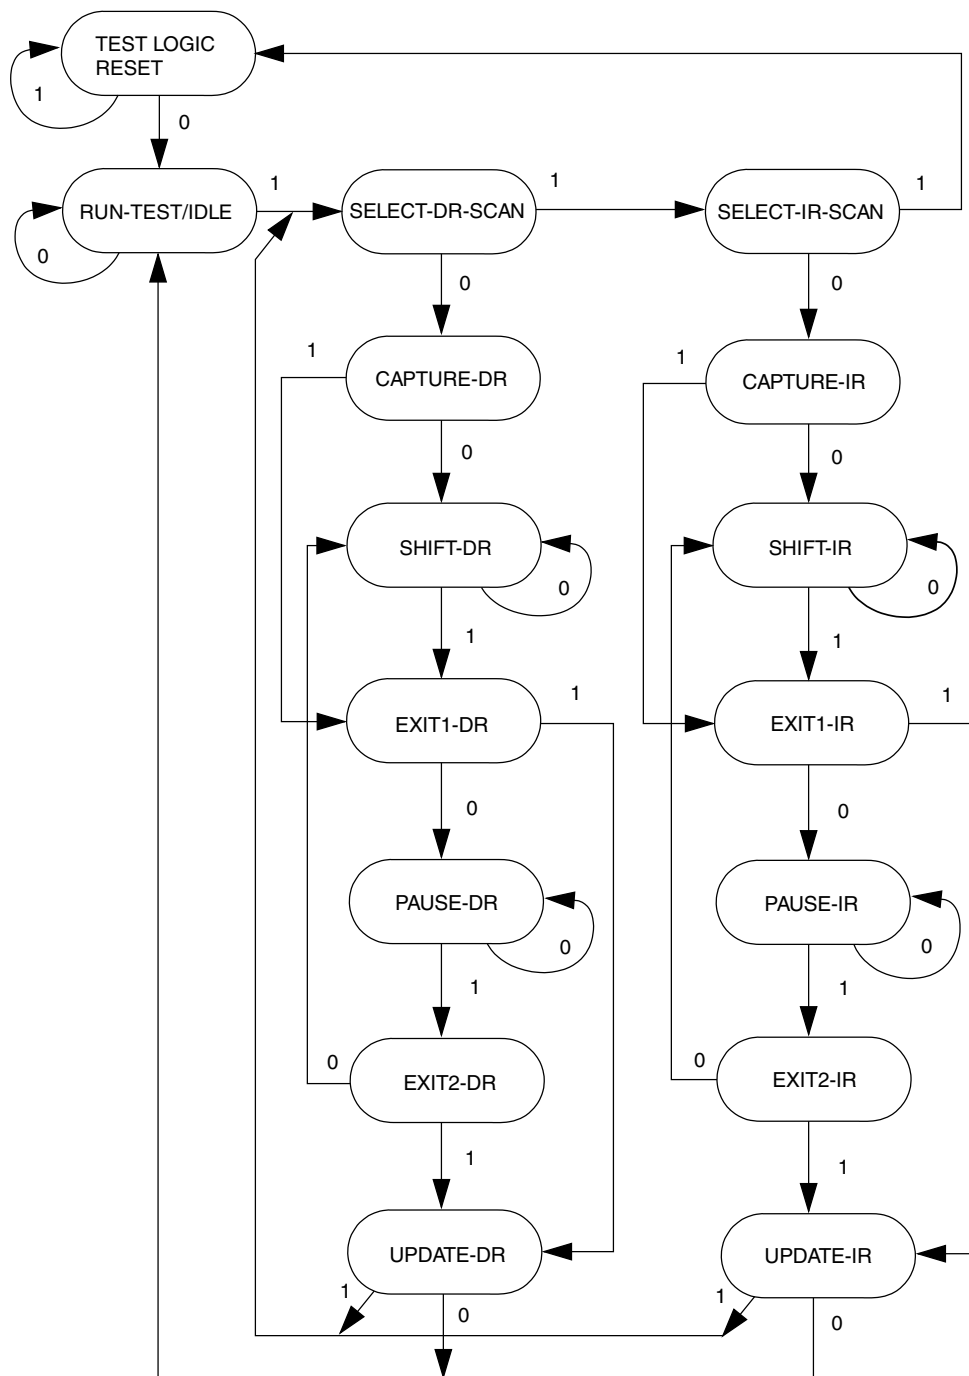 TEST LOGIC
RESET
1
0
RUN-TEST/IDLE
0
1
SELECT-DR-SCAN
1
SELECT-IR-SCAN
1
0
0
1
CAPTURE-DR
1
CAPTURE-IR
0
0
SHIFT-DR
0
SHIFT-IR
0
1
1
EXIT1-DR
1
EXIT1-IR
1
0
0
PAUSE-DR
0
PAUSE-IR
0
1
1
0
EXIT2-DR
0
EXIT2-IR
1
1
UPDATE-DR
UPDATE-IR
1
0
1
0